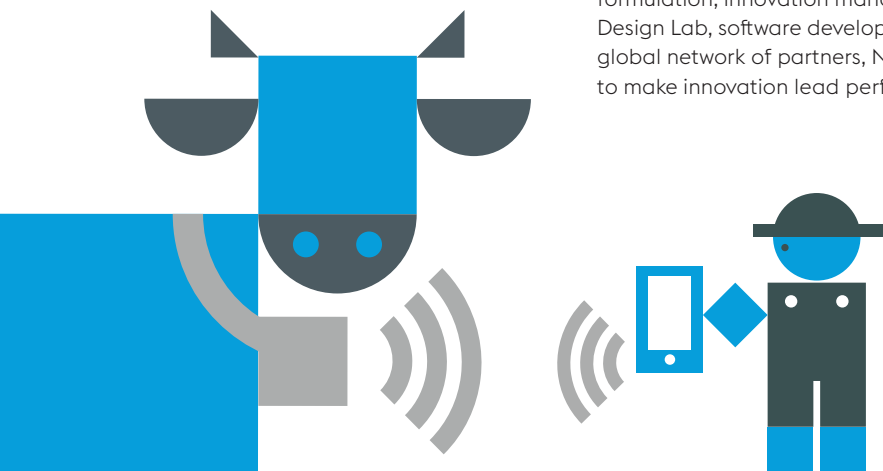 formulation, innovation
Design Lab, software
global network of partners,
to make innovation lead